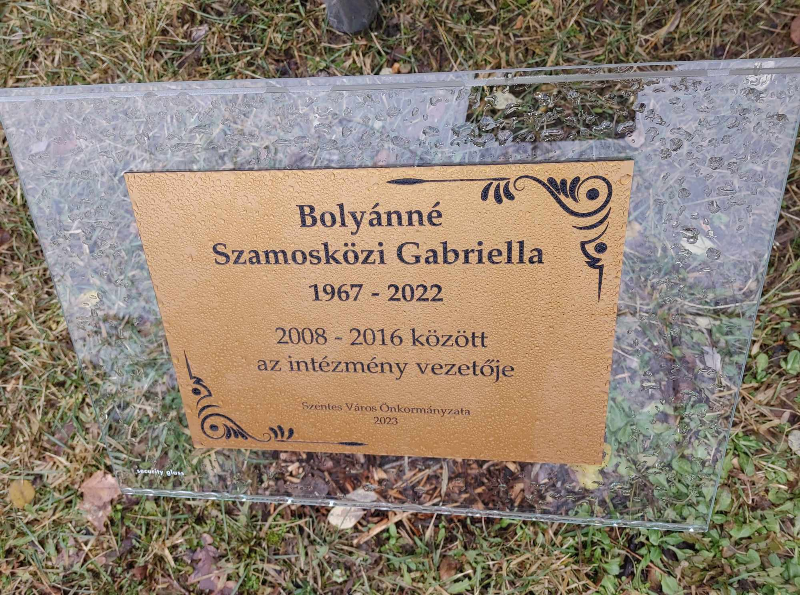 Bolyánné
Szamosközi Gabriella
1967 - 2022
2008 - 2016 között
az intézmény vezetője
Szentes Város Önkormányzata
2023
security glass